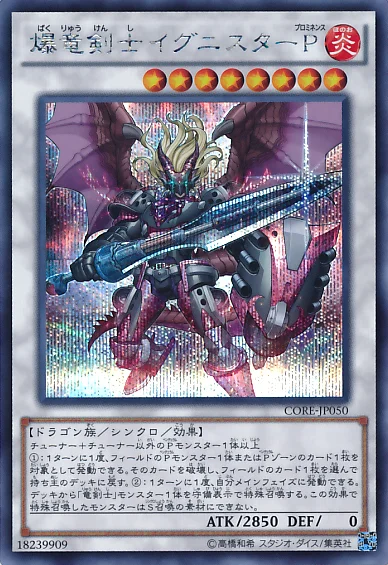 爆竜剣士イグニスターP
ばく りゅう けん し
プロミネンス
炎
ほのお
CORE-JP050
【ドラゴン族／シンクロ／効果】
チューナー＋チューナー以外のPモンスター1体以上
①：1ターンに1度、フィールドのPモンスター1体またはPゾーンのカード1枚を
対象として発動できる。そのカードを破壊し、フィールドのカード1枚を選んで
持ち主のデッキに戻す。②：1ターンに1度、自分メインフェイズに発動できる。
デッキから「竜剣士」モンスター1体を守備表示で特殊召喚する。この効果で
特殊召喚したモンスターはS召喚の素材にできない。
ATK/2850 DEF/ 0
18239909
©高橋和希 スタジオ・ダイス/集英社